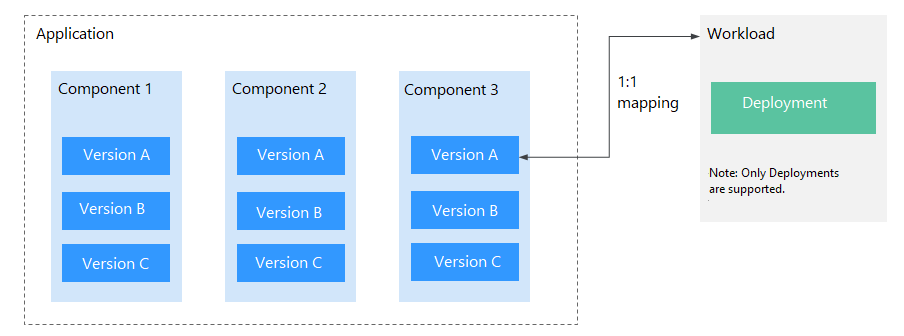 Application
Component 1
Version A
Version B
Version C
Component 2
Version A
Version B
Version C
Component 3
Version A
Version B
Version C
1:1
mapping
Workload
Deployment
Note: Only Deployments
are supported.